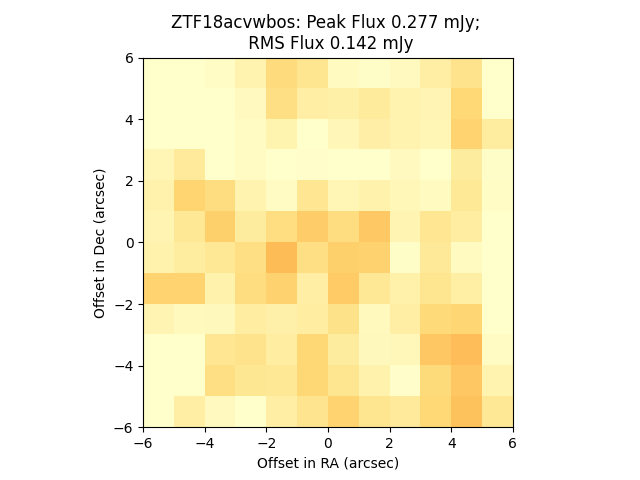 ZTF18acvwbos: Peak Flux 0.277 mJy;
RMS Flux 0.142 mJy
6
4
2
0
−2
−4
−6
Offset in Dec (arcsec)
−6 −4 −2 0 2 4 6
Offset in RA (arcsec)